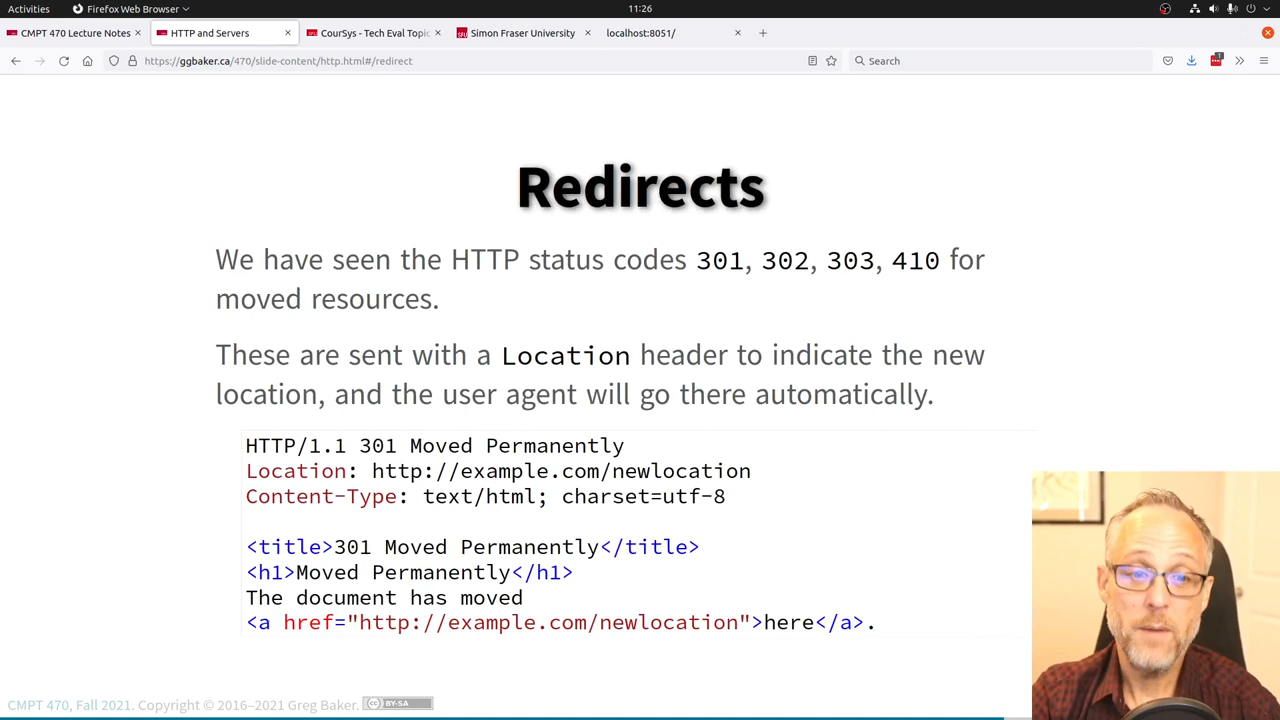 Activities
Firefox Web Browser
11:26
CMPT 470 Lecture Notes
HTTP and Servers
CourSys - Tech Eval Topic
Simon Fraser University
localhost:8051/
https://ggbaker.ca/470/slide-content/http.html#/redirect
Search
1
Redirects
We have seen the HTTP status codes 301, 302, 303, 410 for
moved resources.
These are sent with a Location header to indicate the new
location, and the user agent will go there automatically.
HTTP/1.1 301 Moved Permanently
Location: http://example.com/newlocation
Content-Type: text/html; charset=utf-8
<title>301 Moved Permanently</title>
<h1>Moved Permanently</h1>
The document has moved
<a href="http://example.com/newlocation">here</a>.
CMPT 470, Fall 2021. Copyright © 2016–2021 Greg Baker.
cc BY-SA